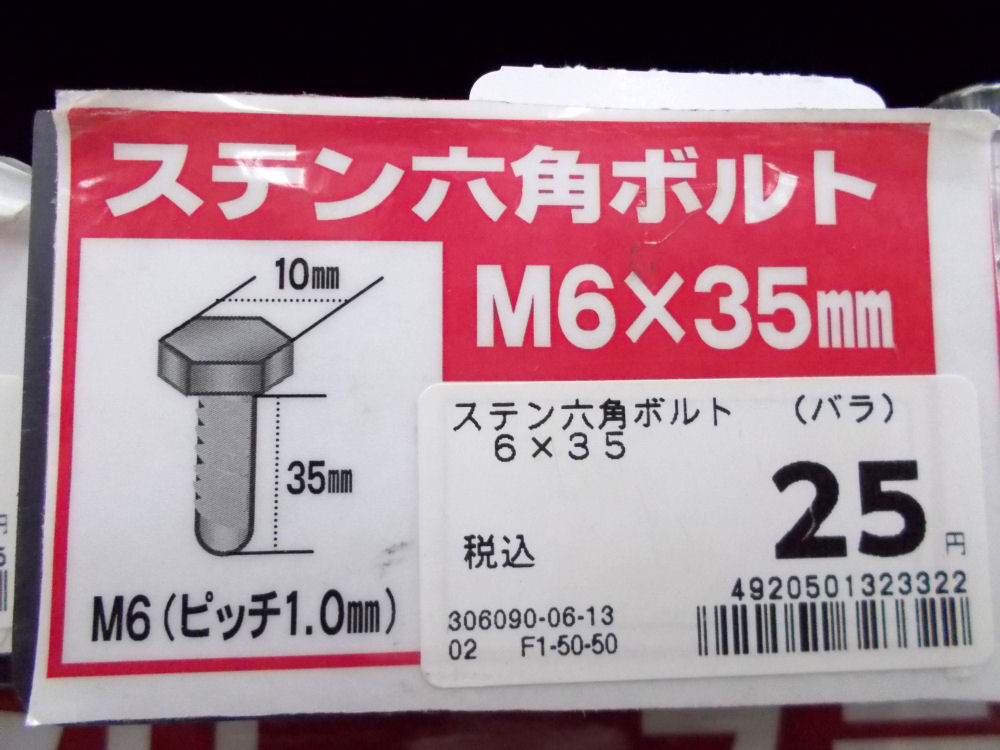 ステン六角ボルト
M6×35mm
10mm
35mm
M6(ピッチ1.0mm)
ステン六角ボルト （バラ）
６×３５
税込
25円
4920501323322
306090-06-13
02 F1-50-50